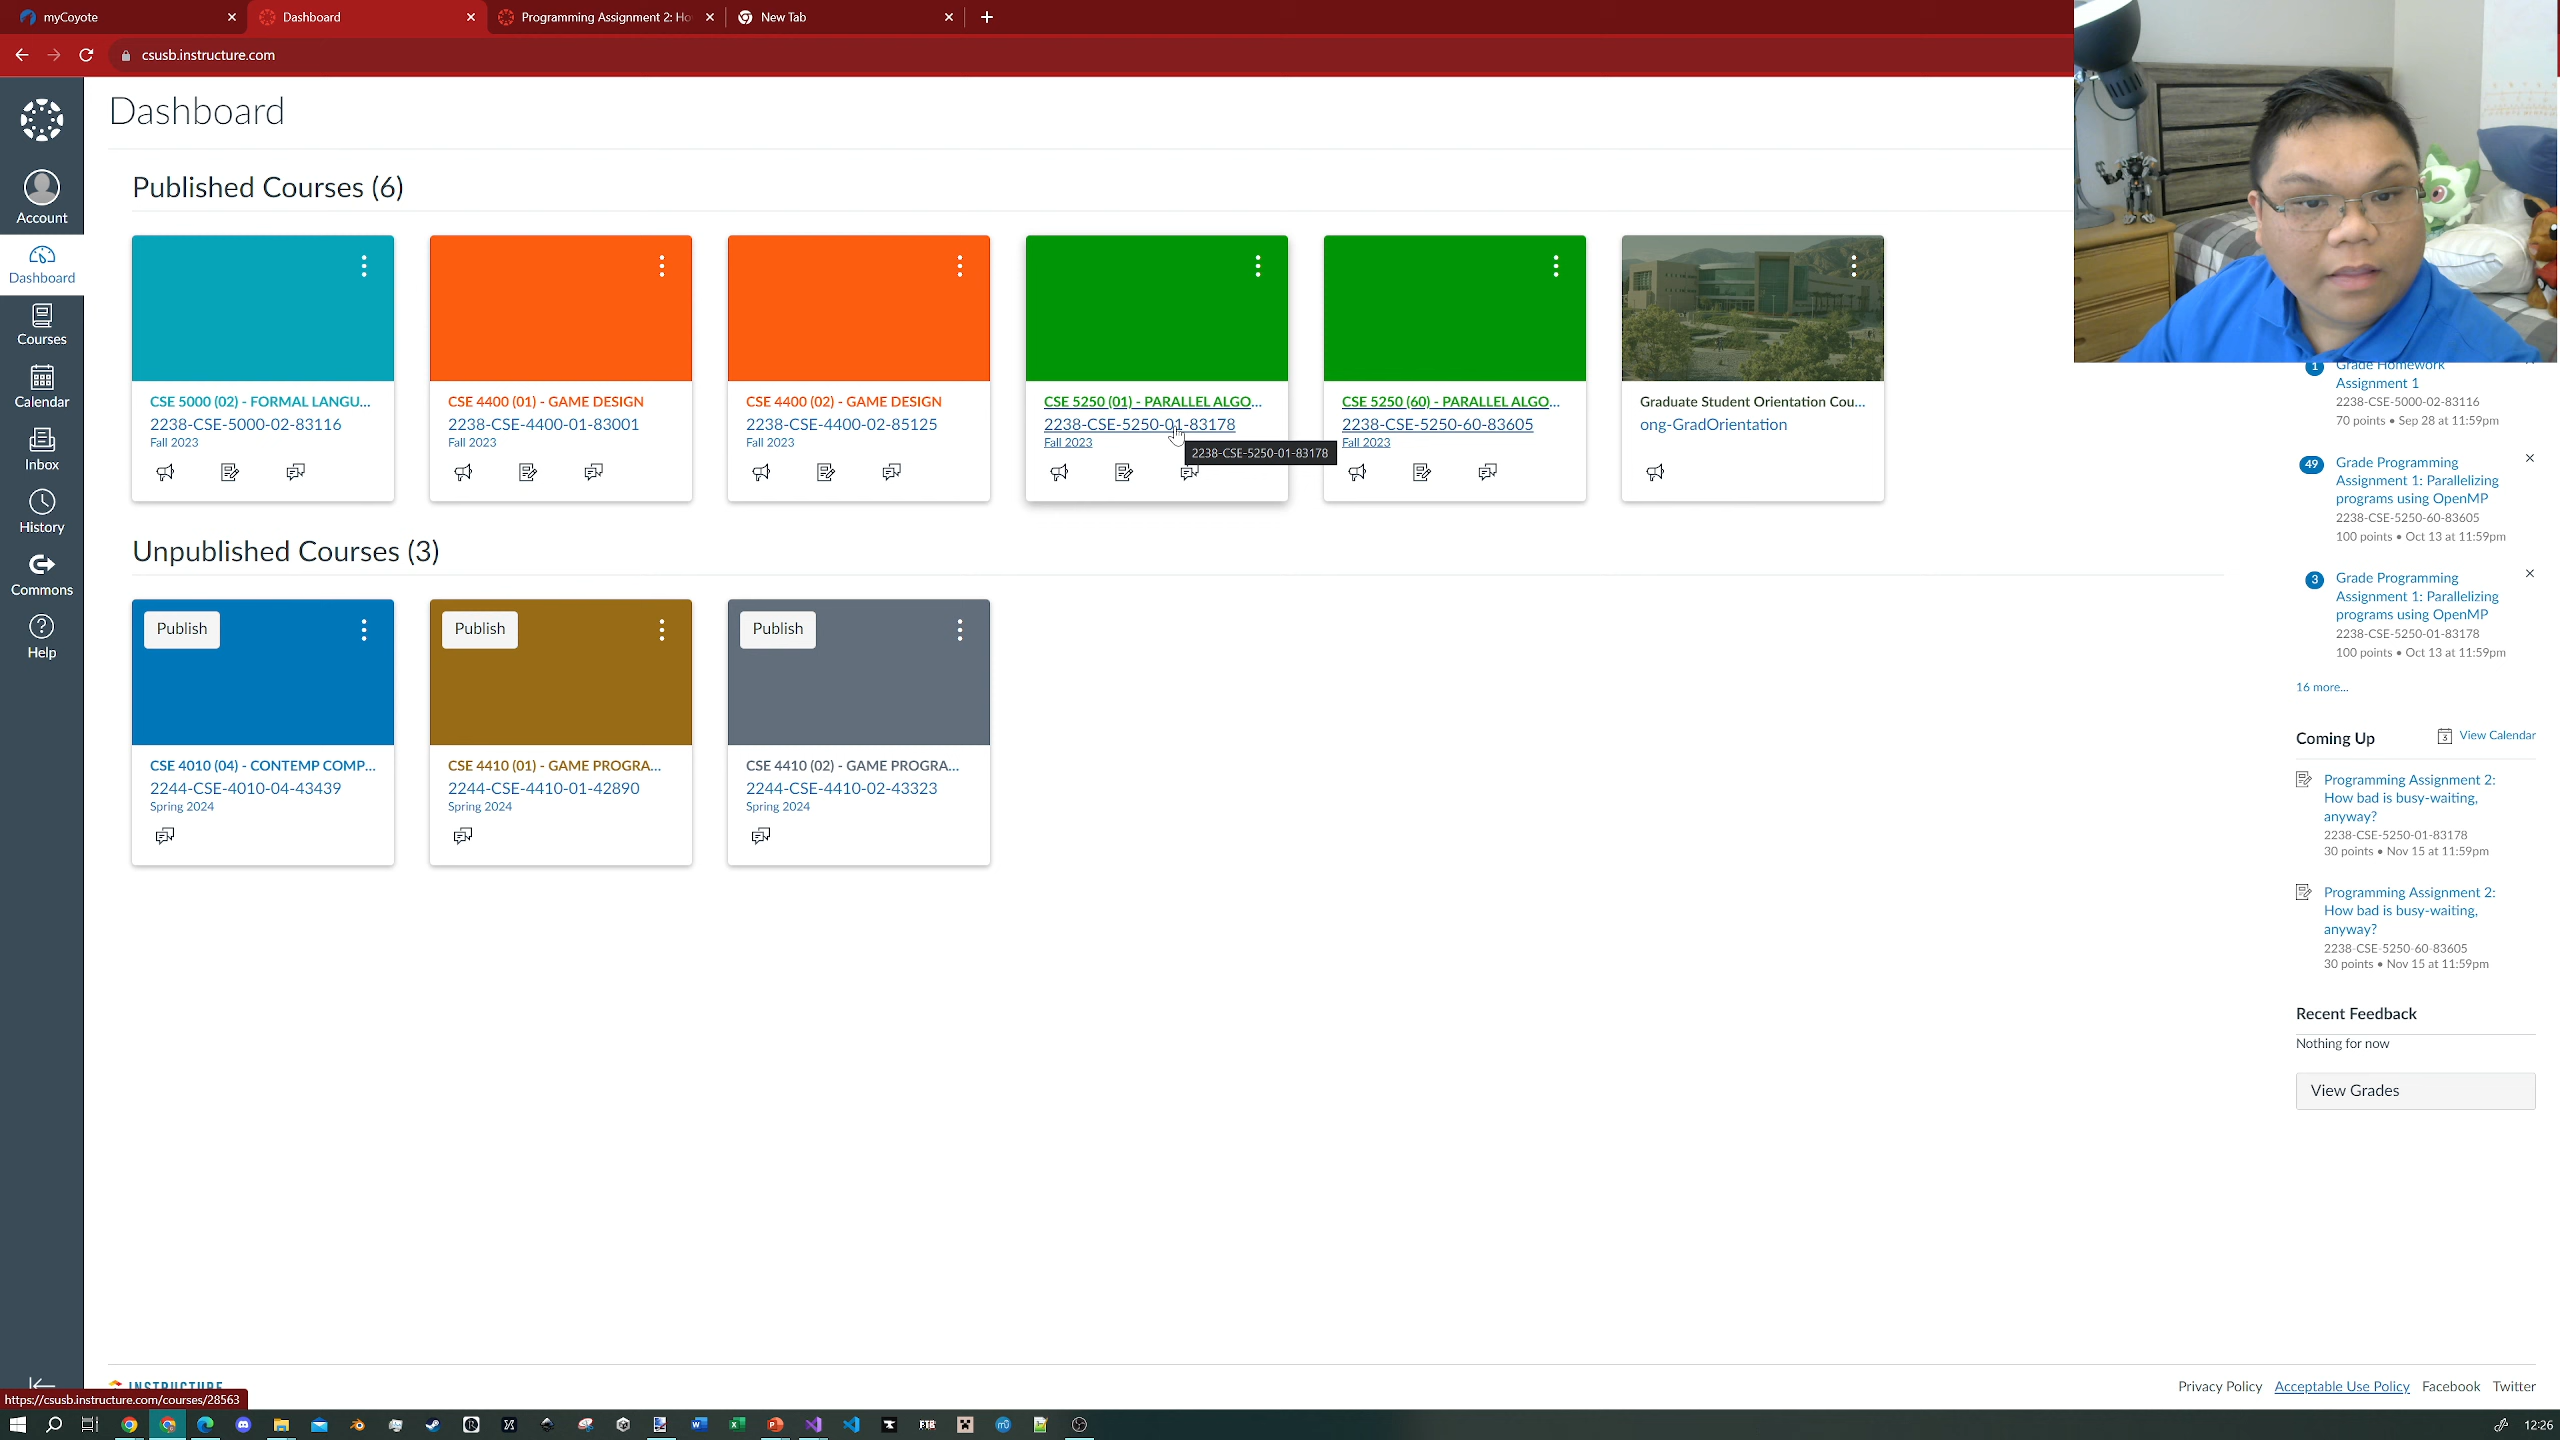 myCoyote
Dashboard
Programming Assignment 2: Ho
New Tab
csusb.instructure.com
Account
Dashboard
Courses
Calendar
Inbox
History
Commons
Help
Dashboard
Published Courses (6)
CSE 5000 (02) - FORMAL LANGU...
2238-CSE-5000-02-83116
Fall 2023
CSE 4400 (01) - GAME DESIGN
2238-CSE-4400-01-83001
Fall 2023
CSE 4400 (02) - GAME DESIGN
2238-CSE-4400-02-85125
Fall 2023
CSE 5250 (01) - PARALLEL ALGO...
2238-CSE-5250-01-83178
Fall 2023
2238-CSE-5250-01-83178
CSE 5250 (60) - PARALLEL ALGO...
2238-CSE-5250-60-83605
Fall 2023
Graduate Student Orientation Cou...
ong-GradOrientation
Unpublished Courses (3)
Publish
CSE 4010 (04) - CONTEMP COMP...
2244-CSE-4010-04-43439
Spring 2024
Publish
CSE 4410 (01) - GAME PROGRA...
2244-CSE-4410-01-42890
Spring 2024
Publish
CSE 4410 (02) - GAME PROGRA...
2244-CSE-4410-02-43323
Spring 2024
1
Grade Homework
Assignment 1
2238-CSE-5000-02-83116
70 points • Sep 28 at 11:59pm
49
Grade Programming
Assignment 1: Parallelizing
programs using OpenMP
2238-CSE-5250-60-83605
100 points • Oct 13 at 11:59pm
3
Grade Programming
Assignment 1: Parallelizing
programs using OpenMP
2238-CSE-5250-01-83178
100 points • Oct 13 at 11:59pm
16 more...
Coming Up
View Calendar
Programming Assignment 2:
How bad is busy-waiting,
anyway?
2238-CSE-5250-01-83178
30 points • Nov 15 at 11:59pm
Programming Assignment 2:
How bad is busy-waiting,
anyway?
2238-CSE-5250-60-83605
30 points • Nov 15 at 11:59pm
Recent Feedback
Nothing for now
View Grades
INSTRUCTURE
Privacy Policy Acceptable Use Policy Facebook Twitter
https://csusb.instructure.com/courses/28563
FTB
12:26